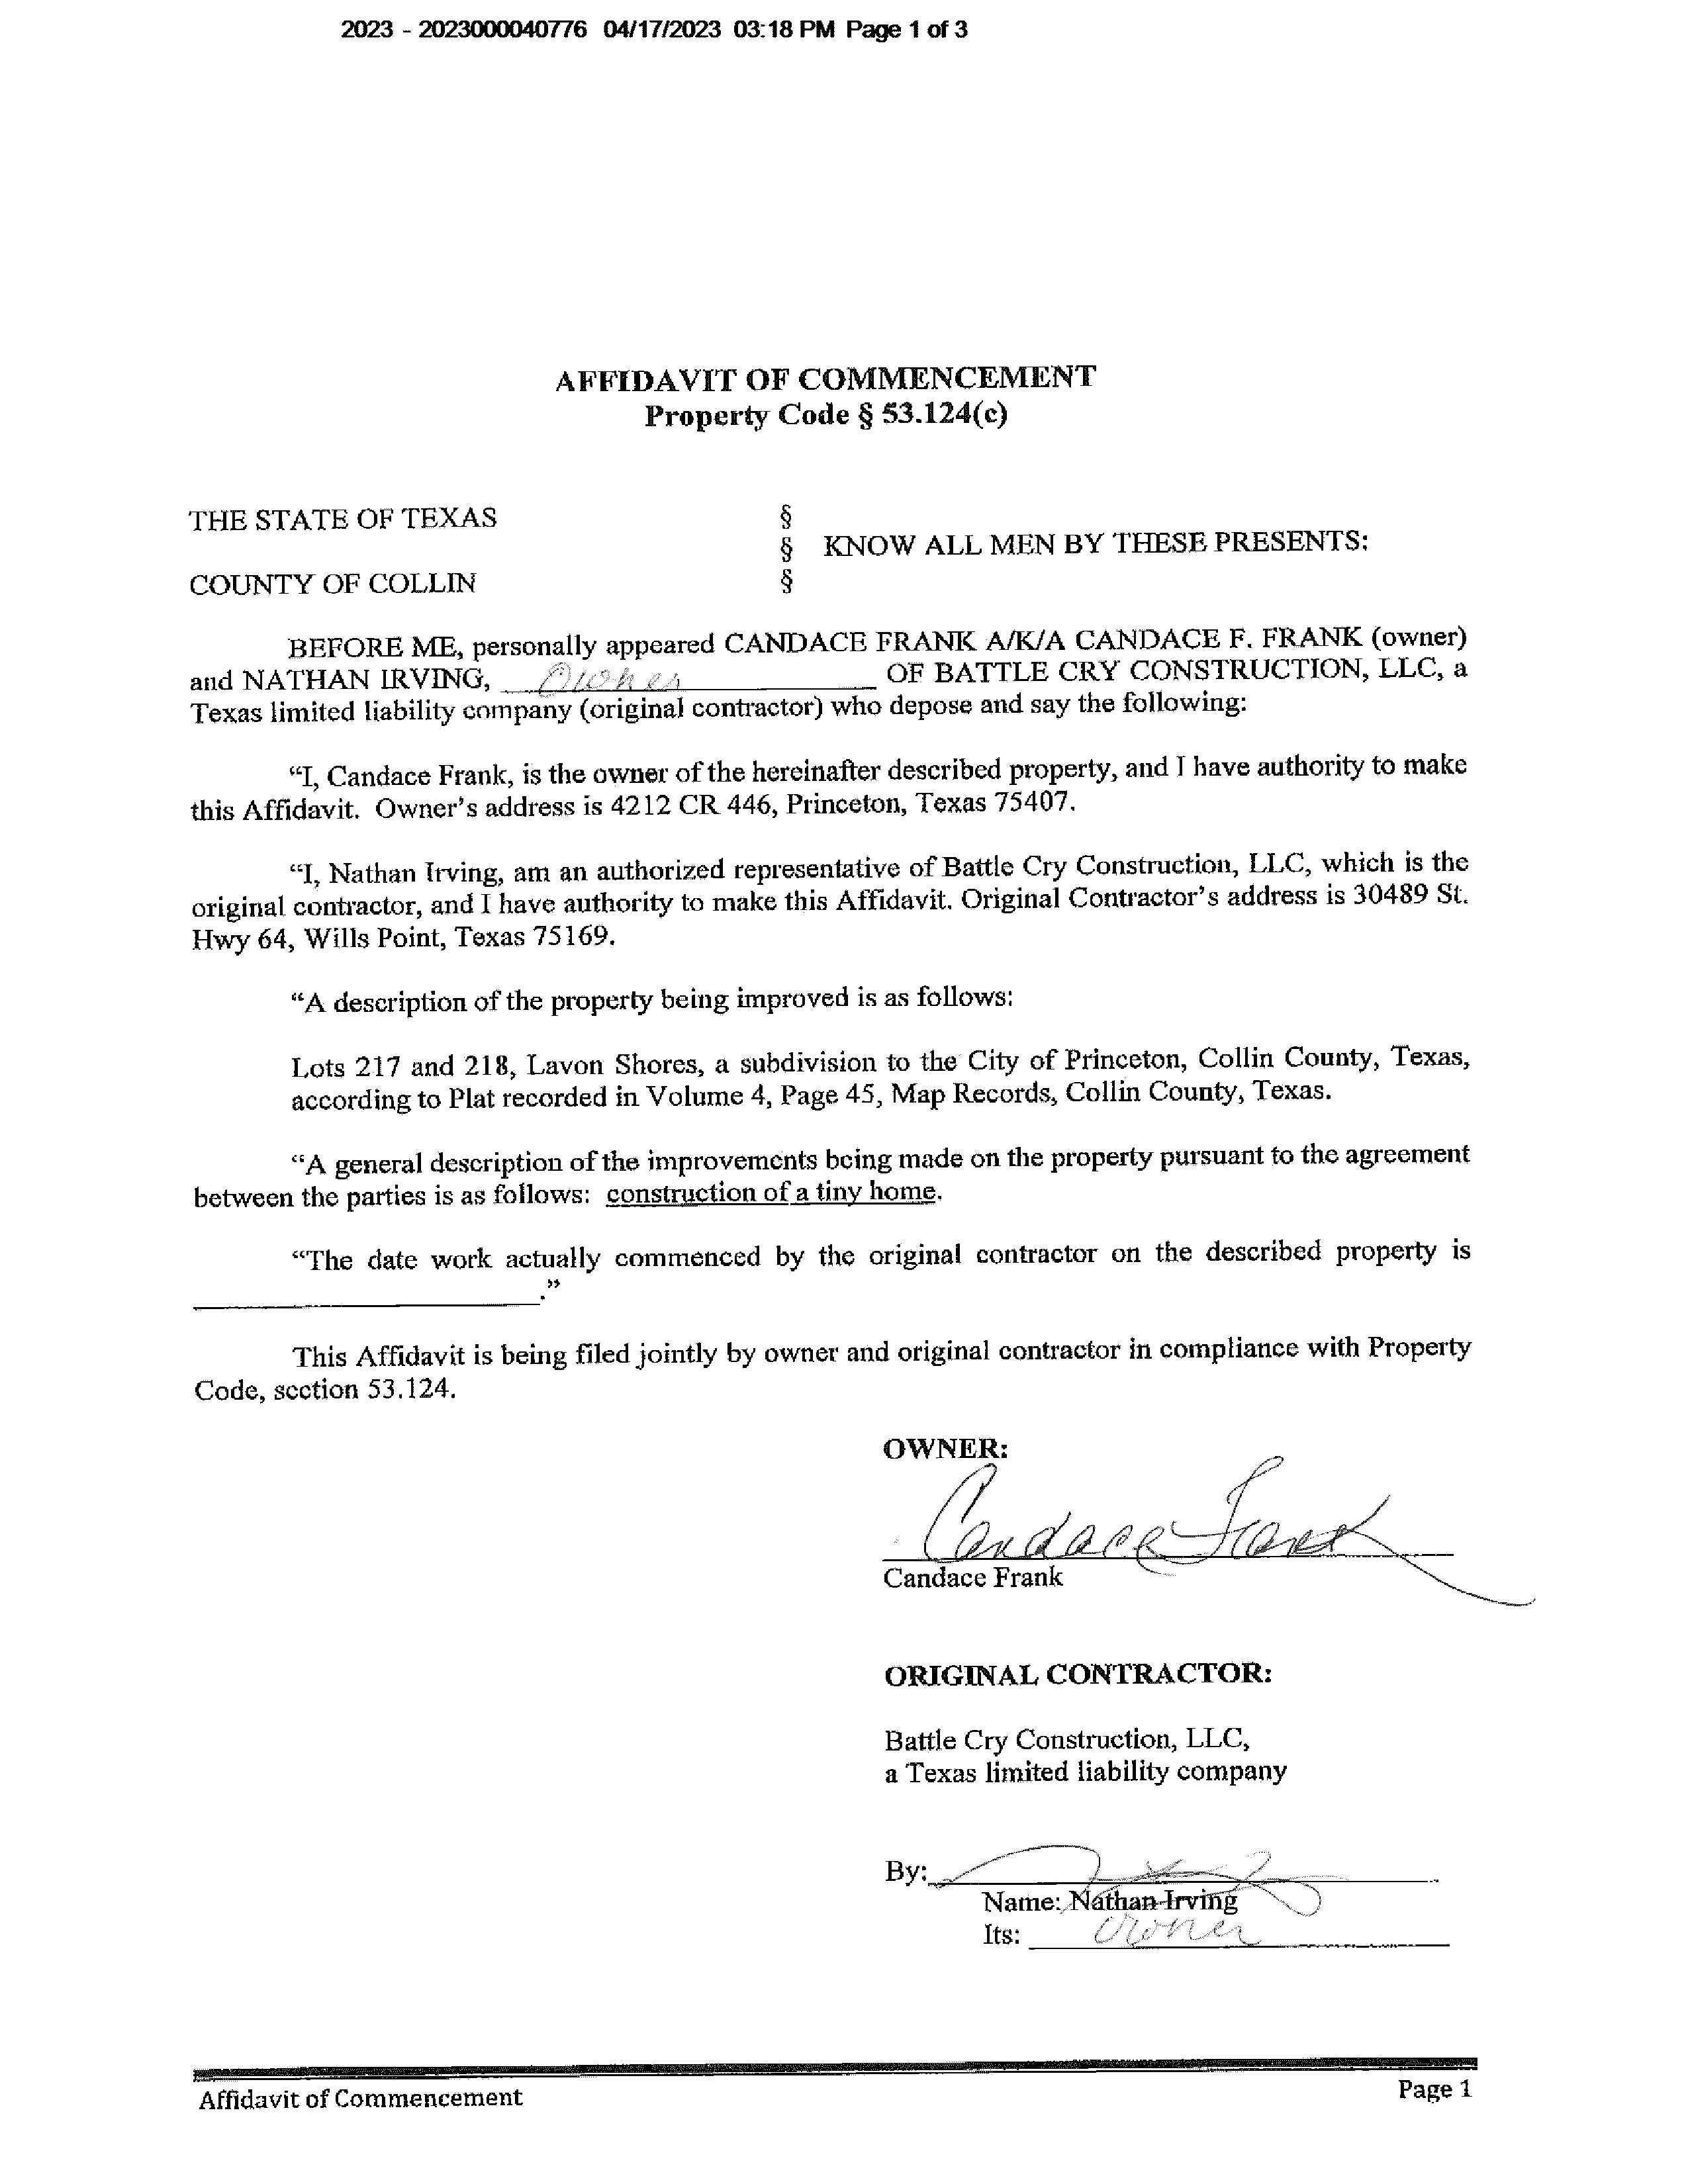 2023 - 2023000040776 04/17/2023 03:18 PM Page 1 of 3
AFFIDAVIT OF COMMENCEMENT
Property Code § 53.124(c)
THE STATE OF TEXAS §
§ KNOW ALL MEN BY THESE PRESENTS:
COUNTY OF COLLIN §
BEFORE ME, personally appeared CANDACE FRANK A/K/A CANDACE F. FRANK (owner)
and NATHAN IRVING, Owner OF BATTLE CRY CONSTRUCTION, LLC, a
Texas limited liability company (original contractor) who depose and say the following:
“I, Candace Frank, is the owner of the hereinafter described property, and I have authority to make
this Affidavit. Owner’s address is 4212 CR 446, Princeton, Texas 75407.
“I, Nathan Irving, am an authorized representative of Battle Cry Construction, LLC, which is the
original contractor, and I have authority to make this Affidavit. Original Contractor’s address is 30489 St.
Hwy 64, Wills Point, Texas 75169.
“A description of the property being improved is as follows:
Lots 217 and 218, Lavon Shores, a subdivision to the City of Princeton, Collin County, Texas,
according to Plat recorded in Volume 4, Page 45, Map Records, Collin County, Texas.
“A general description of the improvements being made on the property pursuant to the agreement
between the parties is as follows: construction of a tiny home.
“The date work actually commenced by the original contractor on the described property is
.”
This Affidavit is being filed jointly by owner and original contractor in compliance with Property
Code, section 53.124.
OWNER:
Candace Frank
Candace Frank
ORIGINAL CONTRACTOR:
Battle Cry Construction, LLC,
a Texas limited liability company
By:
Name: Nathan Irving
Its: Owner
Affidavit of Commencement Page 1